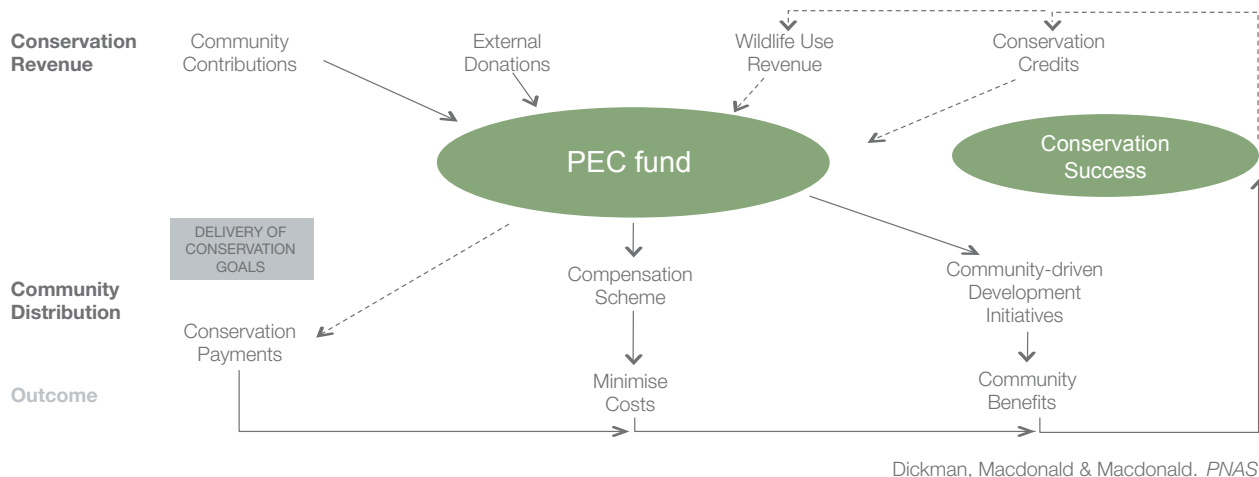 Conservation
Revenue
Community
Contributions
External
Donations
Wildlife Use
Revenue
Conservation
Credits
PEC fund
Conservation
Success
DELIVERY OF
CONSERVATION
GOALS
Community
Distribution
Conservation
Payments
Compensation
Scheme
Community-driven
Development
Initiatives
Outcome
Minimise
Costs
Community
Benefits
Dickman, Macdonald & Macdonald. PNAS